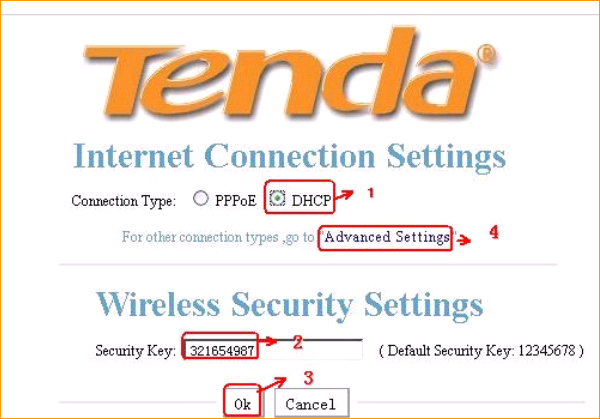 Tenda®
Internet Connection Settings
Connection Type: PPPoE DHCP 1
For other connection types ,go to "Advanced Settings" 4
Wireless Security Settings
Security Key: 321654987 2 ( Default Security Key: 12345678 )
3
Ok Cancel